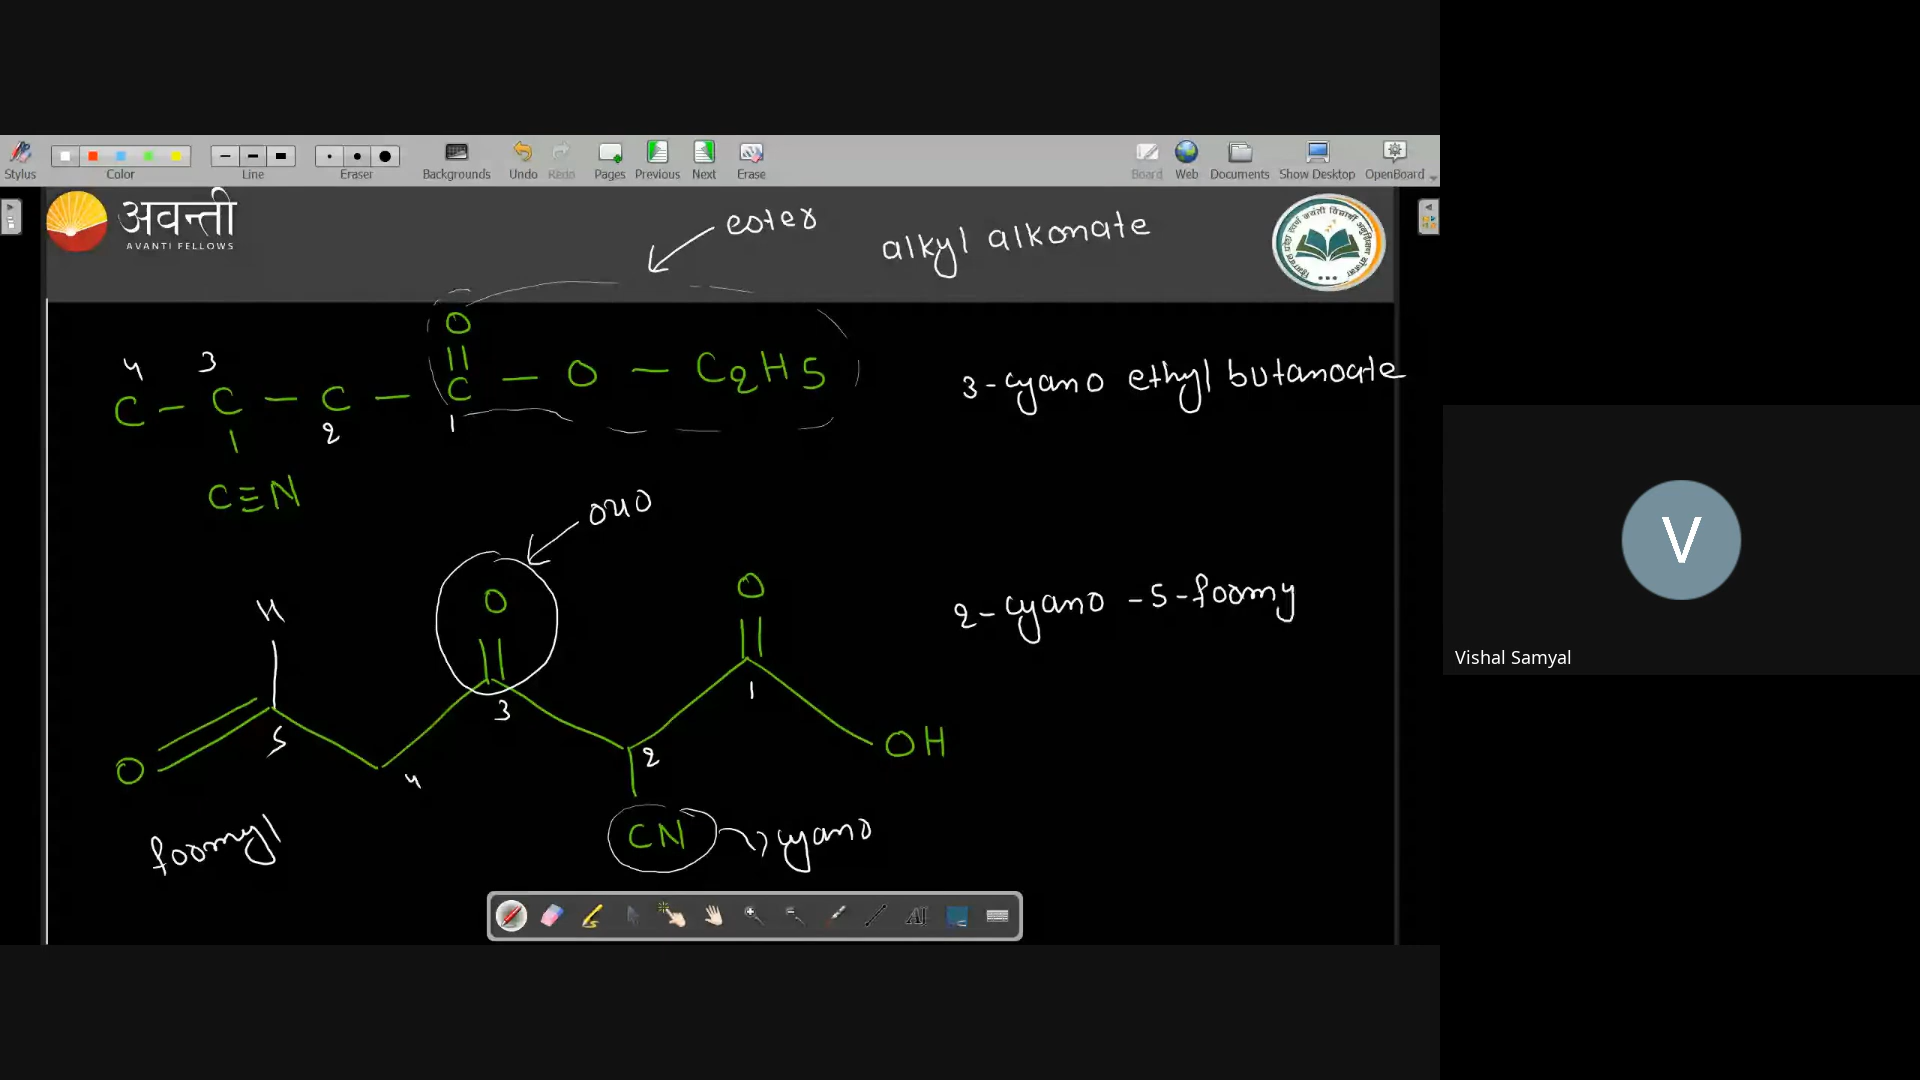 Stylus Color Line Eraser Backgrounds Undo Redo Pages Previous Next Erase Board Web Documents Show Desktop OpenBoard
अवन्ती
AVANTI FELLOWS
ester
alkyl alkonate
O
4 3
C - C - C - C - O - C2H5
2 1
C≡N
3-cyano ethyl butanoate
oxo
H O O
2-cyano -5-formy
5 3 1
O 4 2 OH
formyl
CN cyano
V
Vishal Samyal